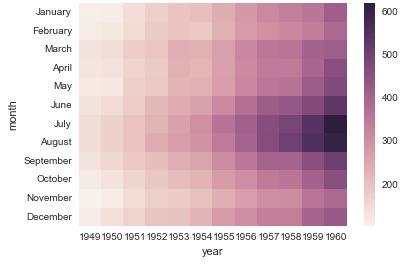 January
February
March
April
May
June
July
August
September
October
November
December
month
1949 1950 1951 1952 1953 1954 1955 1956 1957 1958 1959 1960
year
600
500
400
300
200